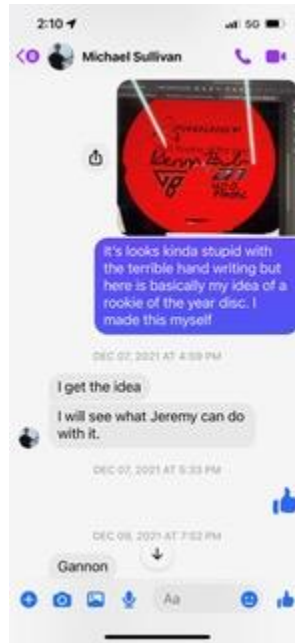 2:10
5G
8
Michael Sullivan
It's looks kinda stupid with
the terrible hand writing but
here is basically my idea of a
rookie of the year disc. I
made this myself
DEC 07, 2021 AT 4:59 PM
I get the idea
I will see what Jeremy can do
with it.
DEC 07, 2021 AT 5:33 PM
DEC 09, 2021 AT 7:52 PM
Gannon
Aa